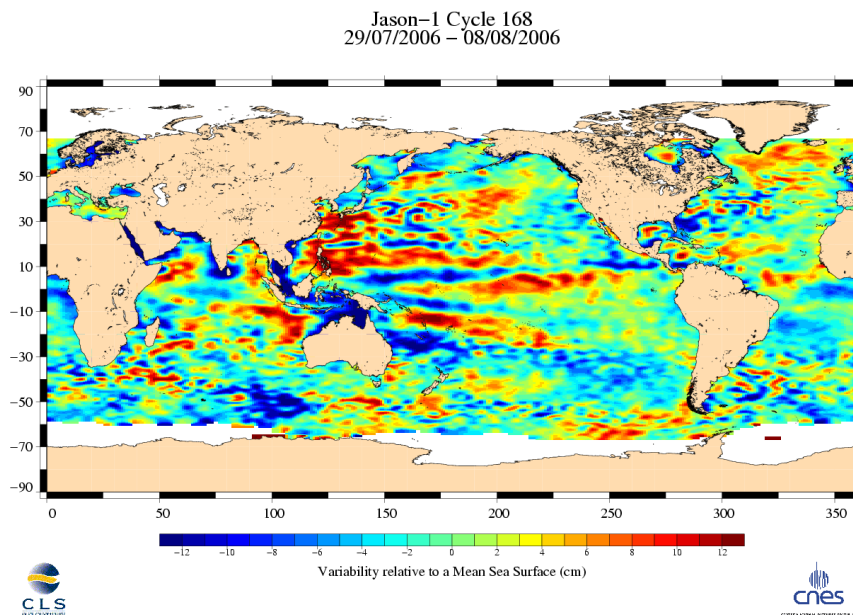 Jason−1 Cycle 168
29/07/2006 − 08/08/2006
90
70
50
30
10
−10
−30
−50
−70
−90
0 50 100 150 200 250 300 350
−12 −10 −8 −6 −4 −2 0 2 4 6 8 10 12
Variability relative to a Mean Sea Surface (cm)
CLS
cnes